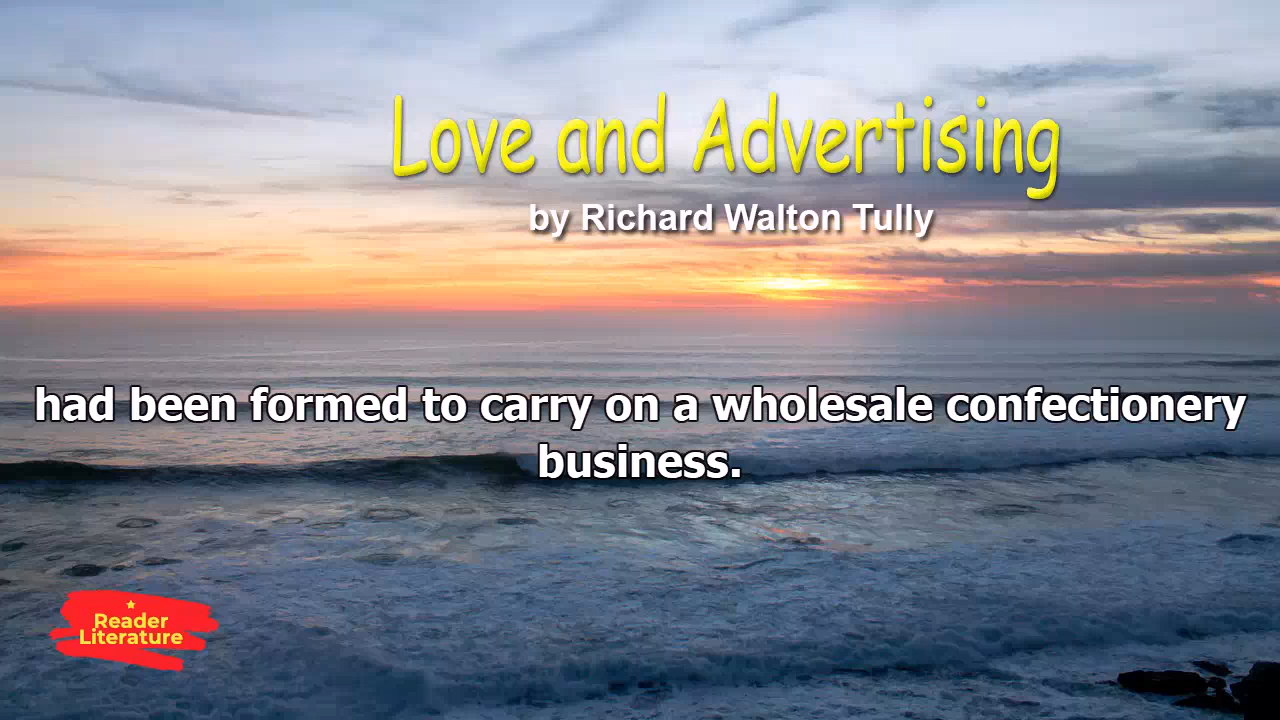 Love and Advertising
by Richard Walton Tully
had been formed to carry on a wholesale confectionery
business.
Reader
Literature